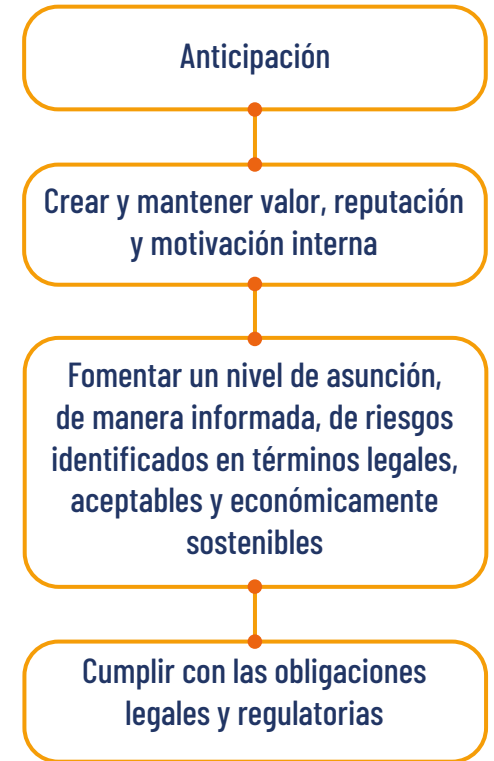 Anticipación
Crear y mantener valor, reputación
y motivación interna
Fomentar un nivel de asunción,
de manera informada, de riesgos
identificados en términos legales,
aceptables y económicamente
sostenibles
Cumplir con las obligaciones
legales y regulatorias